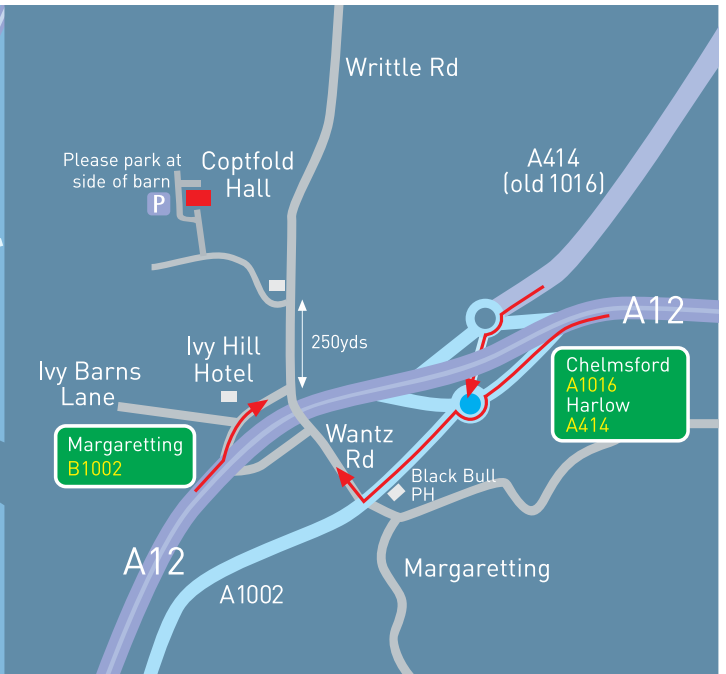 Writtle Rd
Please park at
side of barn
P
Coptfold
Hall
A414
(old 1016)
A12
250yds
Ivy Hill
Hotel
Ivy Barns
Lane
Chelmsford
A1016
Harlow
A414
Margaretting
B1002
Wantz
Rd
Black Bull
PH
A12
A1002
Margaretting